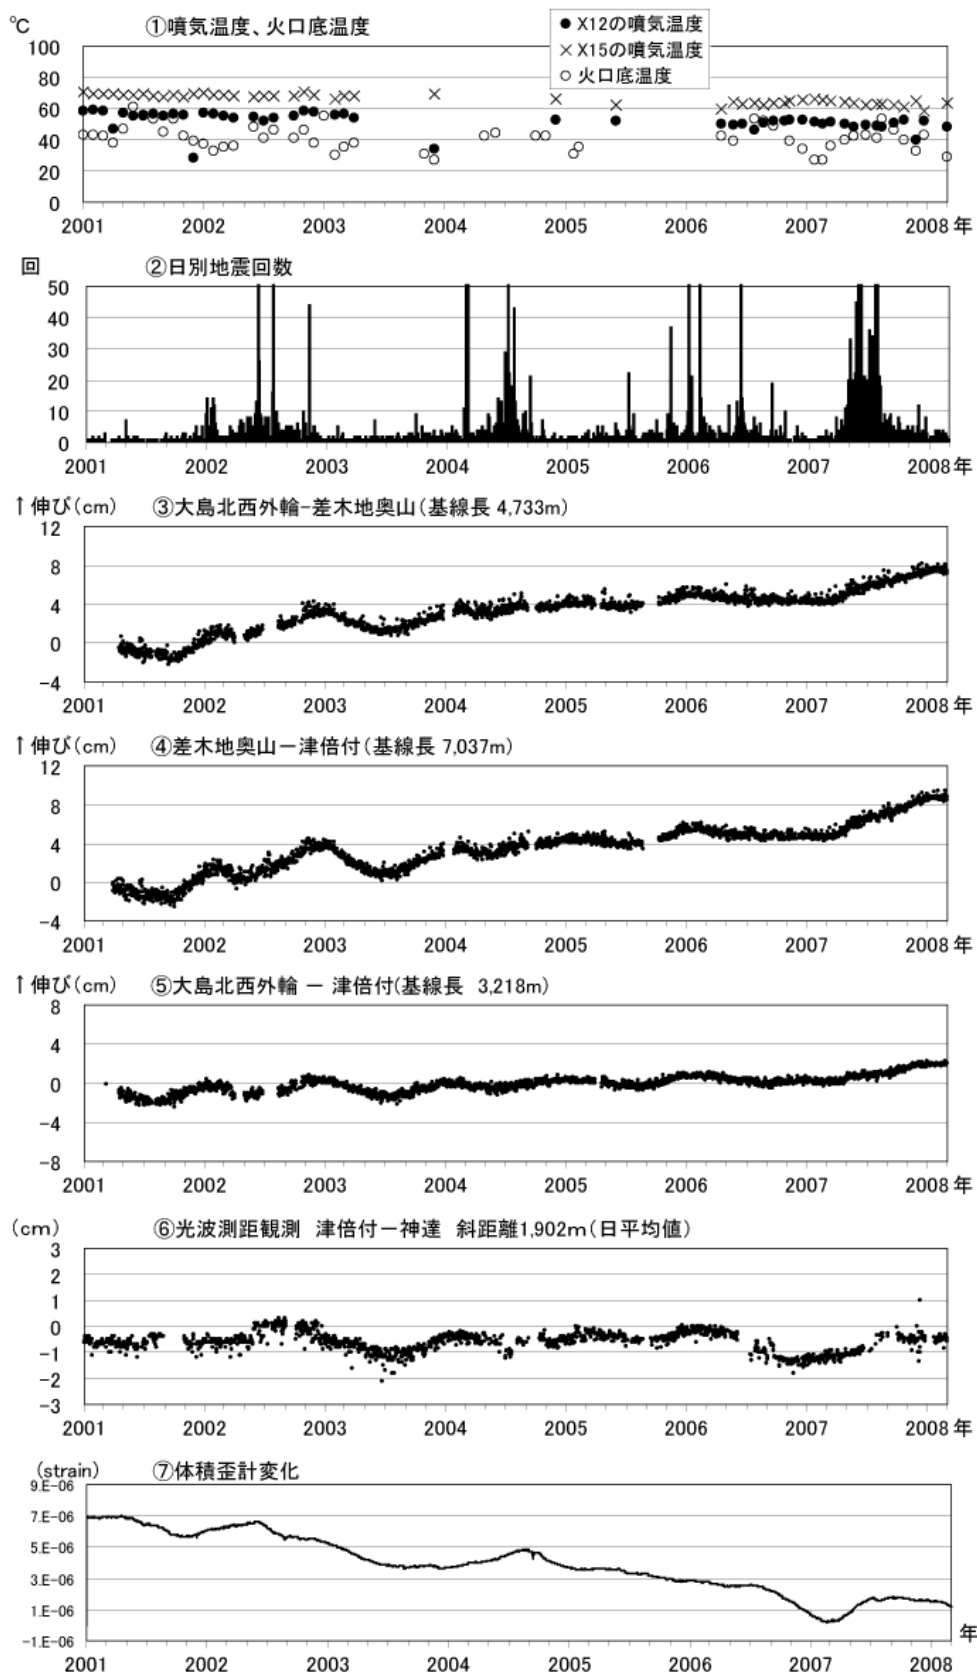 ℃ ①噴気温度、火口底温度
● X12の噴気温度
× X15の噴気温度
○ 火口底温度
100
80
60
40
20
0
2001 2002 2003 2004 2005 2006 2007 2008 年
回 ②日別地震回数
50
40
30
20
10
0
2001 2002 2003 2004 2005 2006 2007 2008 年
↑伸び(cm) ③大島北西外輪-差木地奥山(基線長 4,733m)
12
8
4
0
-4
2001 2002 2003 2004 2005 2006 2007 2008 年
↑伸び(cm) ④差木地奥山－津倍付(基線長 7,037m)
12
8
4
0
-4
2001 2002 2003 2004 2005 2006 2007 2008 年
↑伸び(cm) ⑤大島北西外輪 － 津倍付(基線長 3,218m)
8
4
0
-4
-8
2001 2002 2003 2004 2005 2006 2007 2008 年
(cm) ⑥光波測距観測 津倍付－神達 斜距離1,902m(日平均値)
3
2
1
0
-1
-2
-3
2001 2002 2003 2004 2005 2006 2007 2008 年
(strain) ⑦体積歪計変化
9.E-06
7.E-06
5.E-06
3.E-06
1.E-06
-1.E-06
年
2001 2002 2003 2004 2005 2006 2007 2008